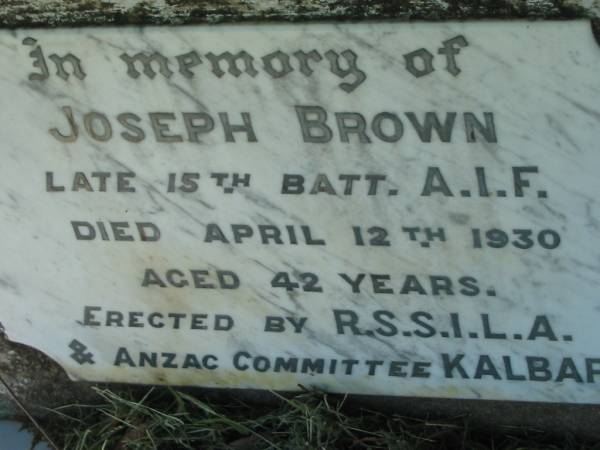 In memory of
JOSEPH BROWN
LATE 15TH BATT. A.I.F.
DIED APRIL 12TH 1930
AGED 42 YEARS.
ERECTED BY R.S.S.I.L.A.
& ANZAC COMMITTEE KALBAR